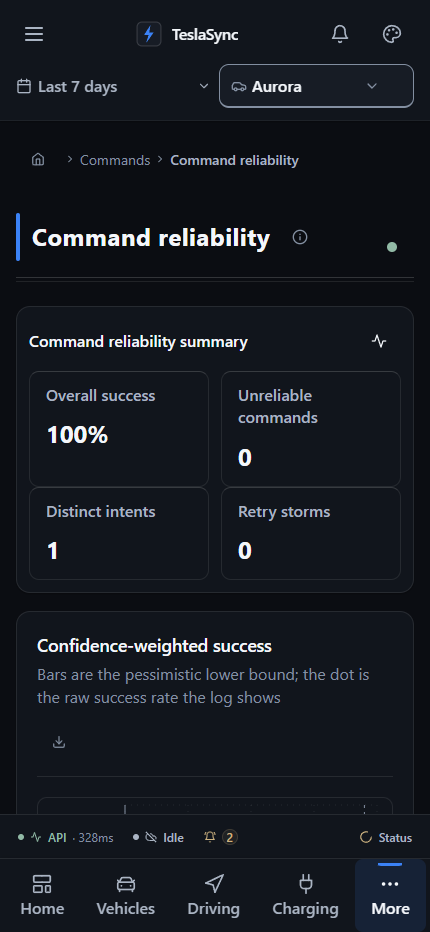 TeslaSync
Last 7 days
Aurora
Commands
Command reliability
Command reliability
Command reliability summary
Overall success
100%
Unreliable
commands
0
Distinct intents
1
Retry storms
0
Confidence-weighted success
Bars are the pessimistic lower bound; the dot is
the raw success rate the log shows
API · 328ms
Idle
2
Status
Home
Vehicles
Driving
Charging
More